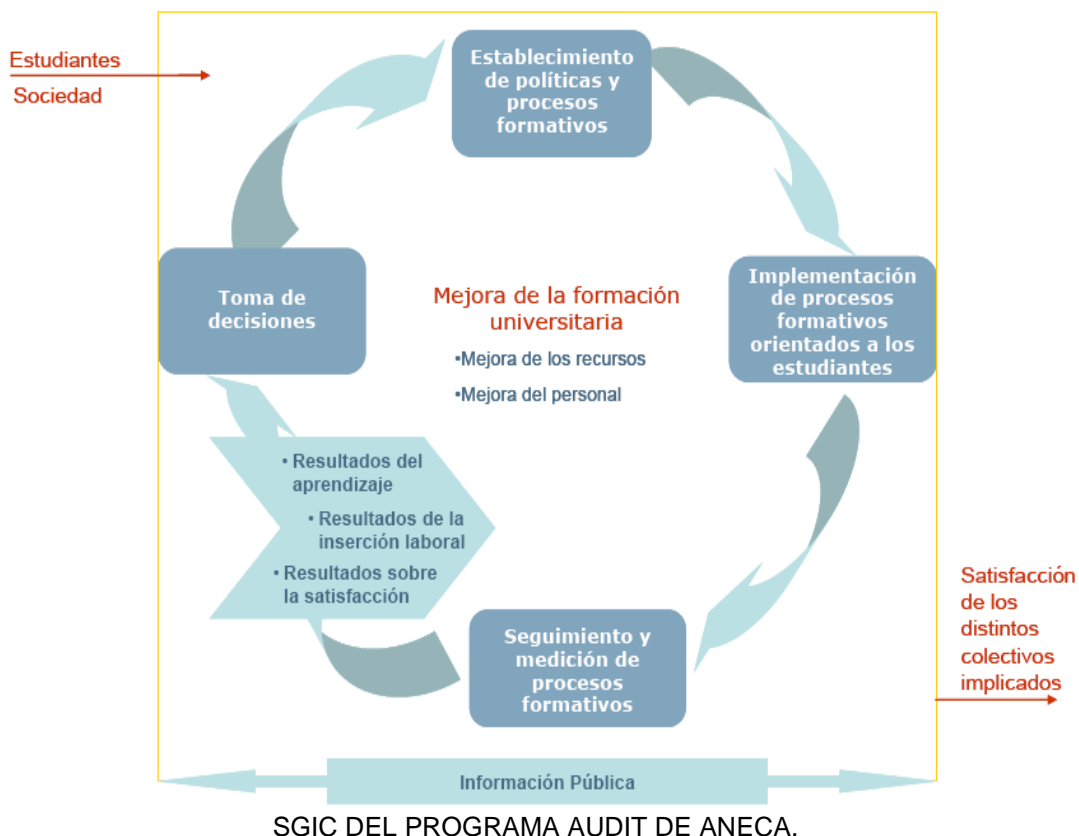 Estudiantes
Sociedad
Establecimiento
de políticas y
procesos
formativos
Toma de
decisiones
Mejora de la formación
universitaria
•Mejora de los recursos
•Mejora del personal
Implementación
de procesos
formativos
orientados a los
estudiantes
• Resultados del
aprendizaje
• Resultados de la
inserción laboral
• Resultados sobre
la satisfacción
Seguimiento y
medición de
procesos
formativos
Satisfacción
de los
distintos
colectivos
implicados
Información Pública
SGIC DEL PROGRAMA AUDIT DE ANECA.